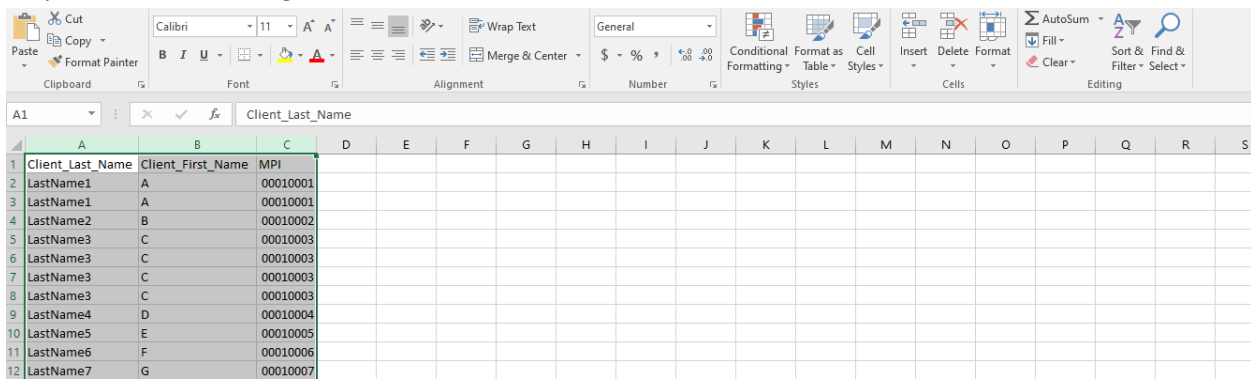 Cut
Copy
Paste
Format Painter
Clipboard
Calibri
11
A A
B I U
A
Font
Wrap Text
Merge & Center
Alignment
General
$ % , .0 .00 .00 .0
Number
Conditional Formatting
Format as Table
Cell Styles
Styles
Insert
Delete
Format
Cells
AutoSum
Fill
Clear
Sort & Filter
Find & Select
Editing
A1 fx Client_Last_Name
A B C D E F G H I J K L M N O P Q R S
1 Client_Last_Name Client_First_Name MPI
2 LastName1 A 00010001
3 LastName1 A 00010001
4 LastName2 B 00010002
5 LastName3 C 00010003
6 LastName3 C 00010003
7 LastName3 C 00010003
8 LastName3 C 00010003
9 LastName4 D 00010004
10 LastName5 E 00010005
11 LastName6 F 00010006
12 LastName7 G 00010007